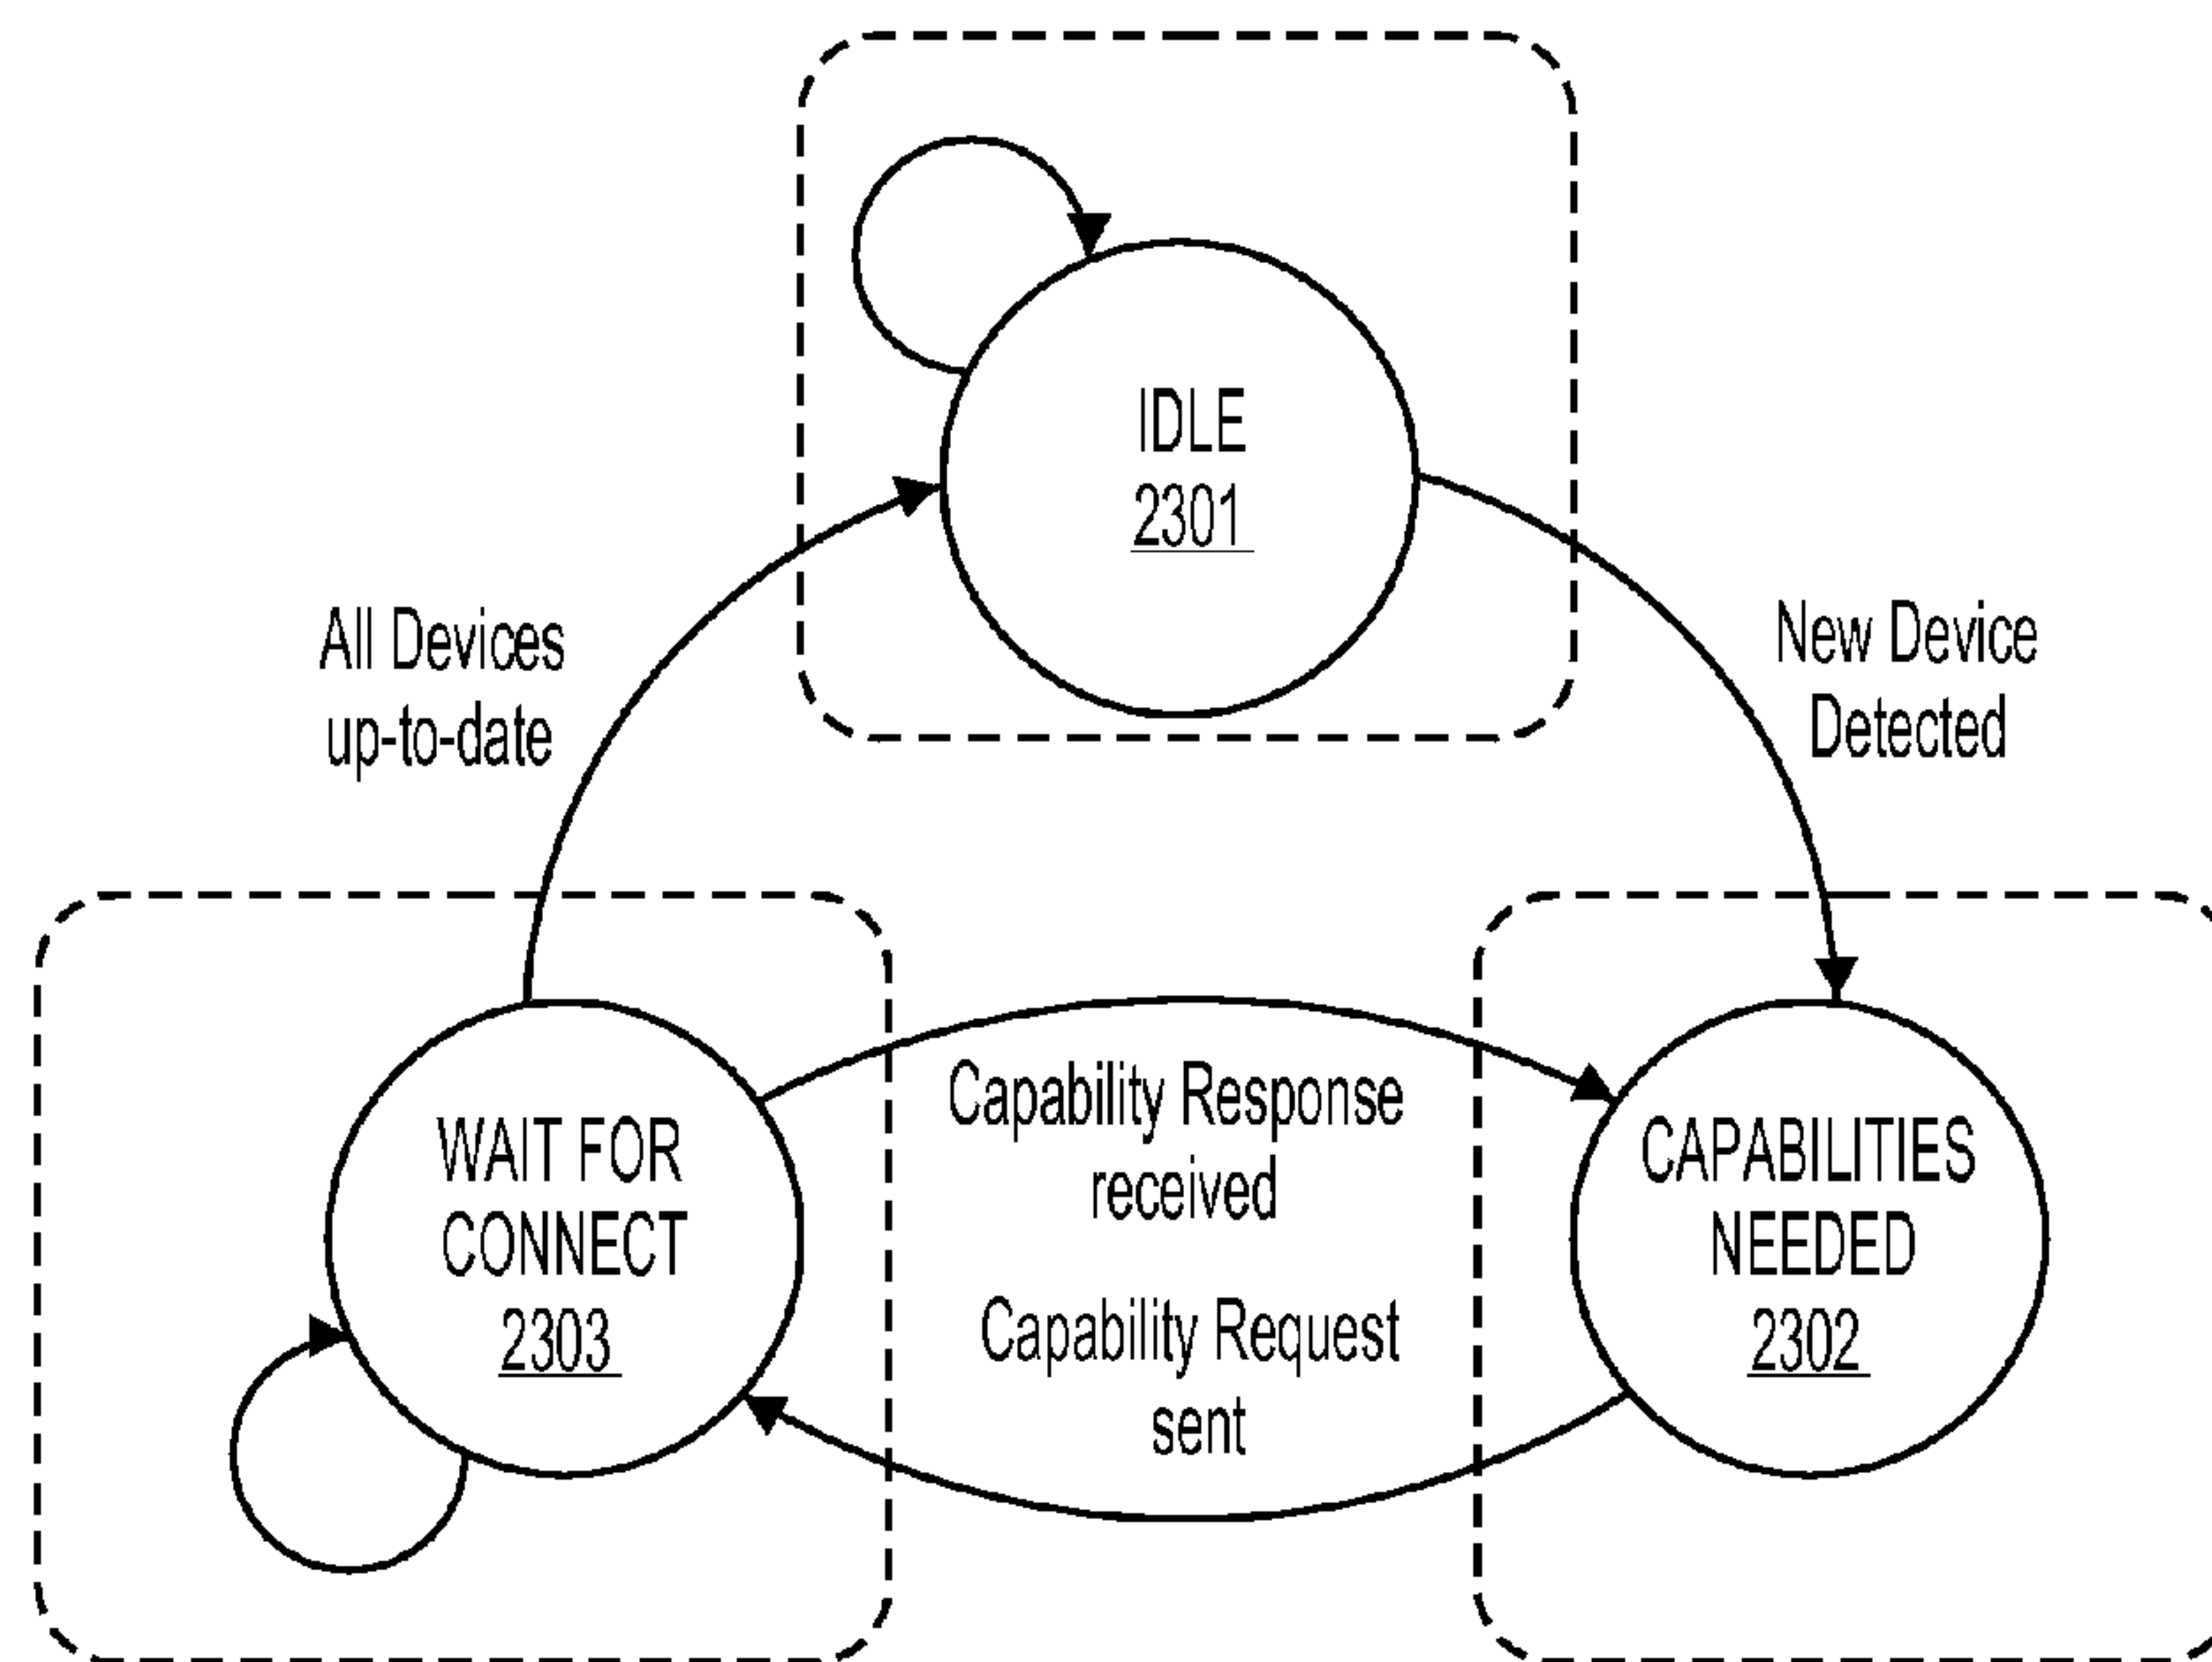 IDLE
2301
All Devices
up-to-date
New Device
Detected
WAIT FOR
CONNECT
2303
Capability Response
received
Capability Request
sent
CAPABILITIES
NEEDED
2302